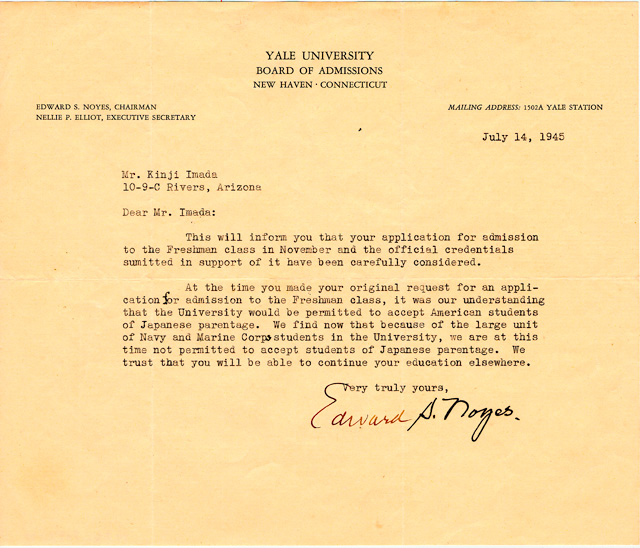 YALE UNIVERSITY
BOARD OF ADMISSIONS
NEW HAVEN · CONNECTICUT
EDWARD S. NOYES, CHAIRMAN
NELLIE P. ELLIOT, EXECUTIVE SECRETARY
MAILING ADDRESS: 1502A YALE STATION
July 14, 1945
Mr. Kinji Imada
10-9-C Rivers, Arizona
Dear Mr. Imada:
This will inform you that your application for admission
to the Freshman class in November and the official credentials
sumitted in support of it have been carefully considered.
At the time you made your original request for an appli-
cation for admission to the Freshman class, it was our understanding
that the University would be permitted to accept American students
of Japanese parentage. We find now that because of the large unit
of Navy and Marine Corps students in the University, we are at this
time not permitted to accept students of Japanese parentage. We
trust that you will be able to continue your education elsewhere.
Very truly yours,
Edward S. Noyes.